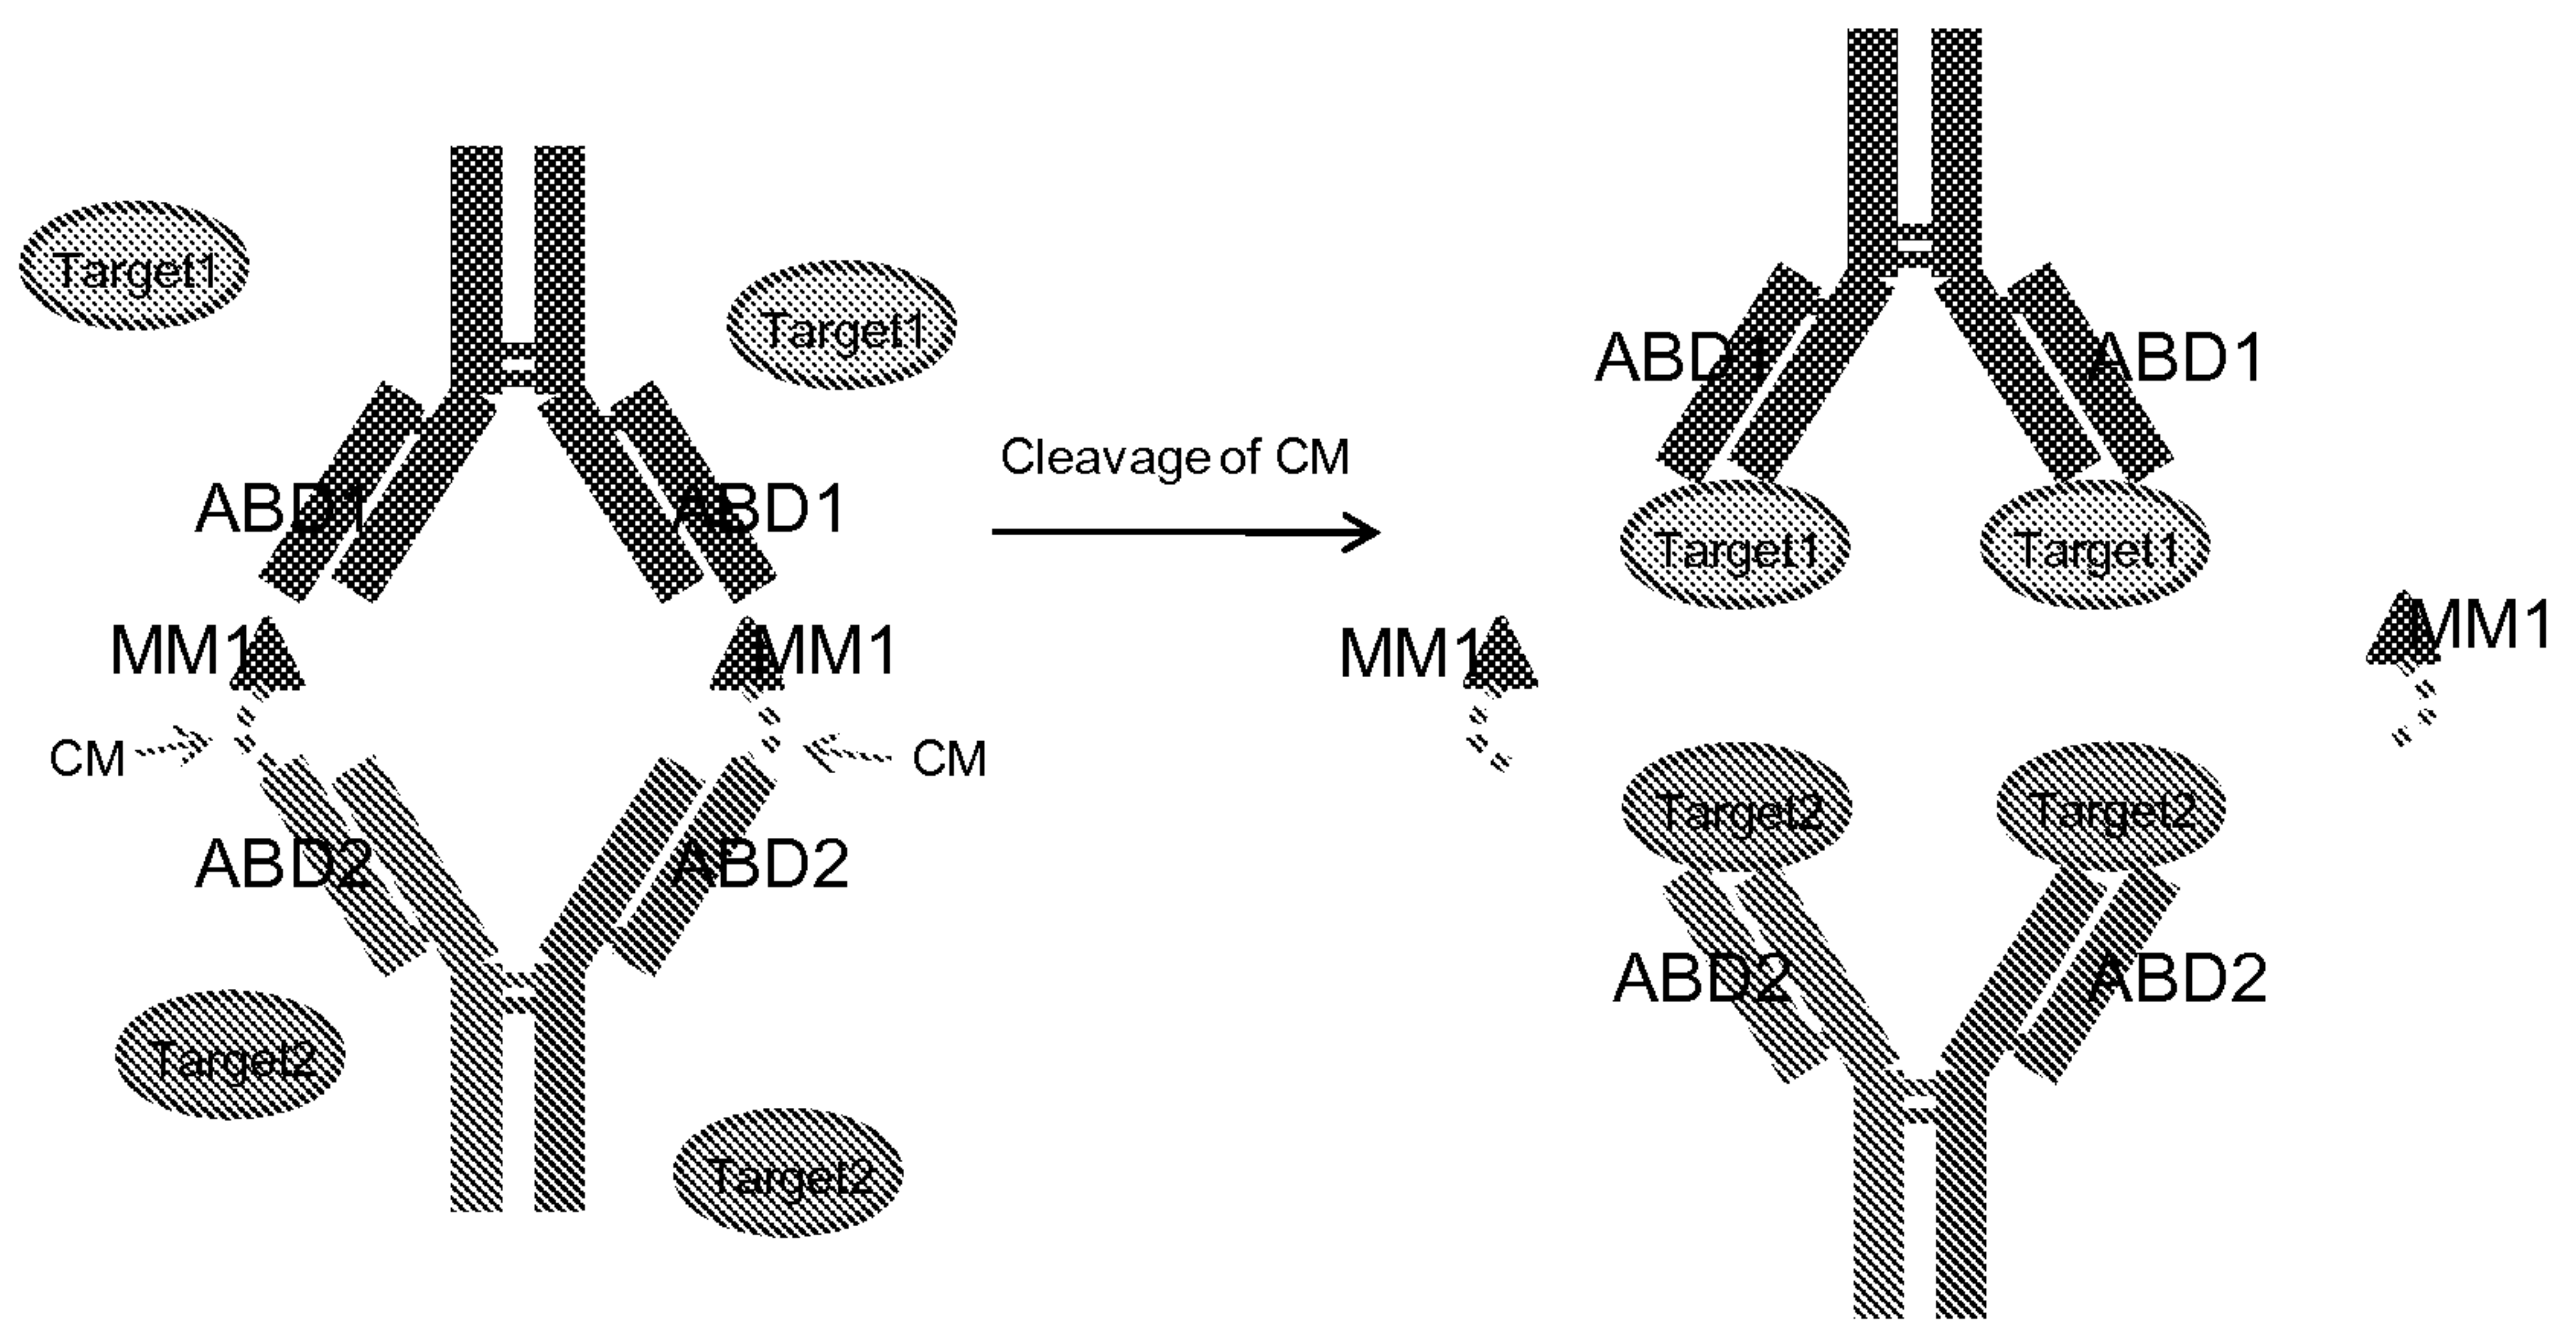 Target1
Target1
ABD1
ABD1
MM1
MM1
CM
CM
ABD2
ABD2
Target2
Target2
Cleavage of CM
ABD1
ABD1
Target1
Target1
MM1
MM1
Target2
Target2
ABD2
ABD2